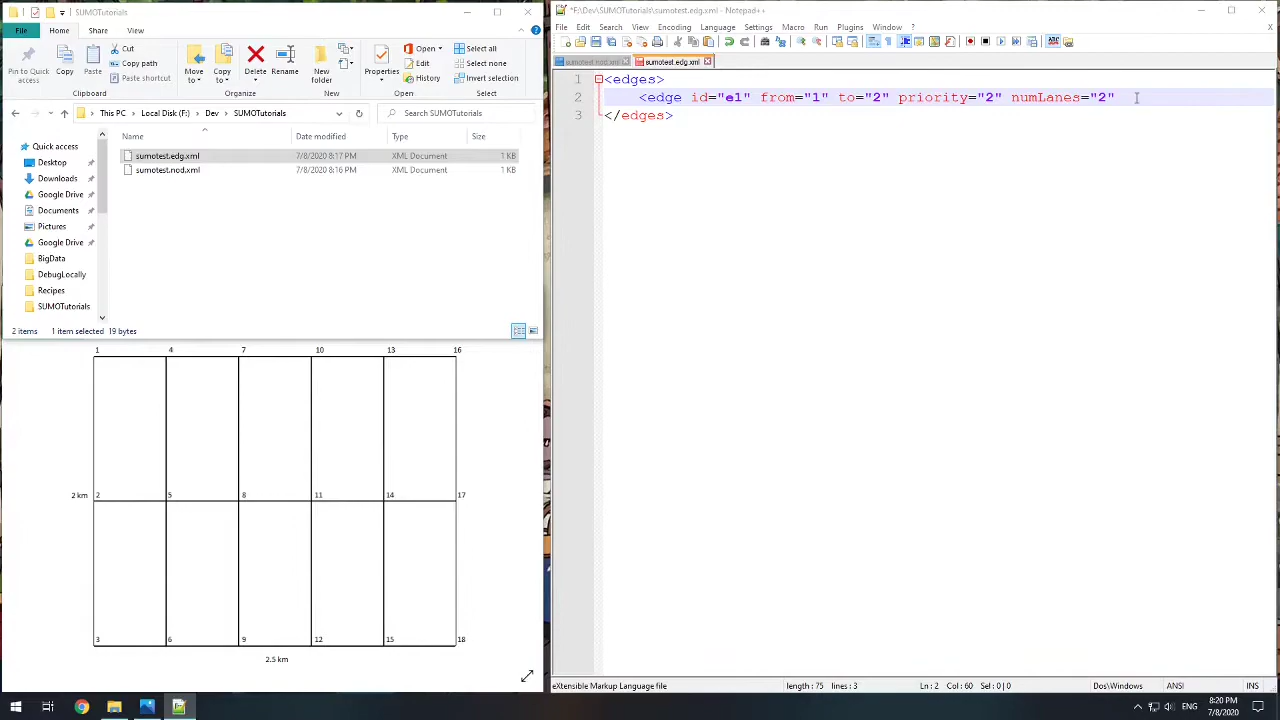 SUMOTutorials
File Home Share View
Pin to Quick access
Copy
Paste
Cut
Copy path
Paste shortcut
Clipboard
Move to
Copy to
Delete
Rename
Organize
New folder
New
Properties
Open
Edit
History
Open
Select all
Select none
Invert selection
Select
This PC > Local Disk (F:) > Dev > SUMOTutorials
Search SUMOTutorials
Name Date modified Type Size
sumotest.edg.xml 7/8/2020 8:17 PM XML Document 1 KB
sumotest.nod.xml 7/8/2020 8:16 PM XML Document 1 KB
Quick access
Desktop
Downloads
Google Drive
Documents
Pictures
Google Drive
BigData
DebugLocally
Recipes
SUMOTutorials
2 items 1 item selected 19 bytes
1 4 7 10 13 16
2 km 2 5 8 11 14 17
3 6 9 12 15 18
2.5 km
*F:\Dev\SUMOTutorials\sumotest.edg.xml - Notepad++
File Edit Search View Encoding Language Settings Macro Run Plugins Window ?
X
sumotest.nod.xml sumotest.edg.xml
1 <edges>
2 <edge id="e1" from="1" to="2" priority="2" numLanes="2"
3 </edges>
eXtensible Markup Language file length : 75 lines : 3 Ln : 2 Col : 60 Sel : 0 | 0 Dos\Windows ANSI INS
ENG
8:20 PM
7/8/2020